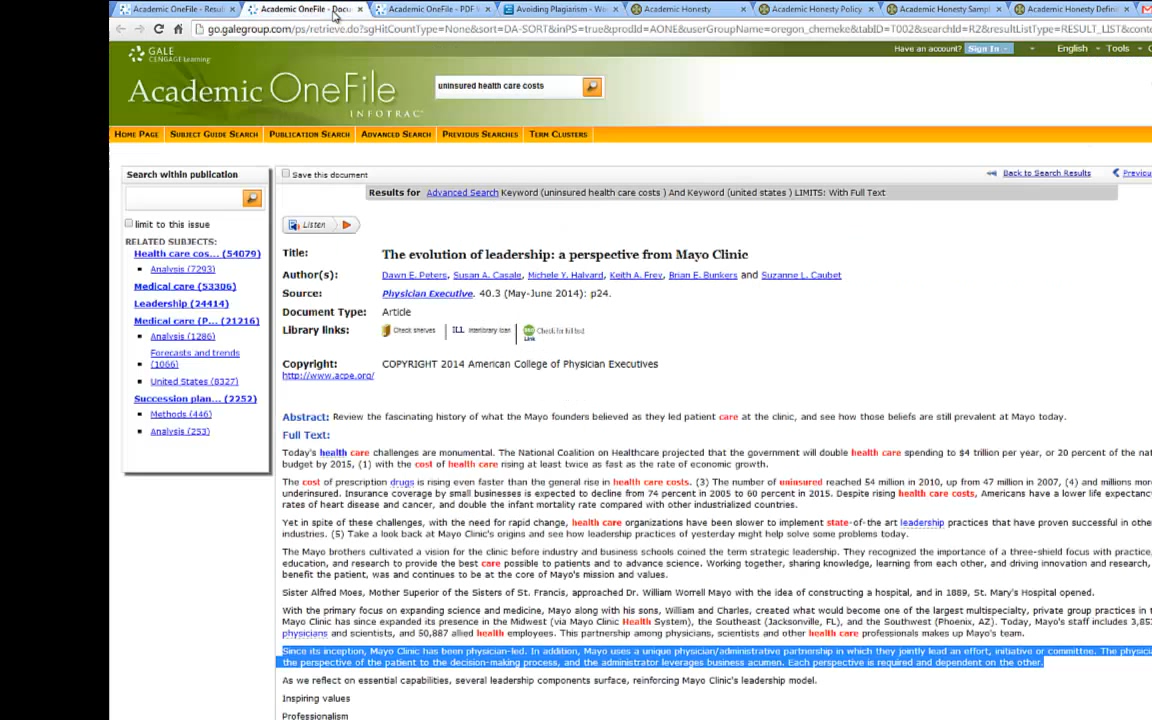 Academic OneFile - Resul
Academic OneFile - Docu
Academic OneFile - PDF
Avoiding Plagiarism - Wo
Academic Honesty
Academic Honesty Policy
Academic Honesty Sampl
Academic Honesty Defin
go.galegroup.com/ps/retrieve.do?sgHitCountType=None&sort=DA-SORT&inPS=true&prodId=AONE&userGroupName=oregon_chemeke&tabID=T002&searchId=R2&resultListType=RESULT_LIST&conte
GALE
CENGAGE Learning
Have an account? Sign In
English
Tools
Academic OneFile
INFOTRAC
uninsured health care costs
HOME PAGE SUBJECT GUIDE SEARCH PUBLICATION SEARCH ADVANCED SEARCH PREVIOUS SEARCHES TERM CLUSTERS
Search within publication
limit to this issue
RELATED SUBJECTS:
Health care cos... (54079)
Analysis (7293)
Medical care (53306)
Leadership (24414)
Medical care (P... (21216)
Analysis (1286)
Forecasts and trends
(1066)
United States (8327)
Succession plan... (2252)
Methods (446)
Analysis (253)
Save this document
Back to Search Results
Previou
Results for Advanced Search Keyword (uninsured health care costs ) And Keyword (united states ) LIMITS: With Full Text
Listen
Title: The evolution of leadership: a perspective from Mayo Clinic
Author(s): Dawn E. Peters, Susan A. Casale, Michele Y. Halyard, Keith A. Frey, Brian E. Bunkers and Suzanne L. Caubet
Source: Physician Executive. 40.3 (May-June 2014): p24.
Document Type: Article
Library links: Check shelves ILL Interlibrary loan Check for full text
Copyright: COPYRIGHT 2014 American College of Physician Executives
http://www.acpe.org/
Abstract: Review the fascinating history of what the Mayo founders believed as they led patient care at the clinic, and see how those beliefs are still prevalent at Mayo today.
Full Text:
Today's health care challenges are monumental. The National Coalition on Healthcare projected that the government will double health care spending to $4 trillion per year, or 20 percent of the nat
budget by 2015, (1) with the cost of health care rising at least twice as fast as the rate of economic growth.
The cost of prescription drugs is rising even faster than the general rise in health care costs. (3) The number of uninsured reached 54 million in 2010, up from 47 million in 2007, (4) and millions more
underinsured. Insurance coverage by small businesses is expected to decline from 74 percent in 2005 to 60 percent in 2015. Despite rising health care costs, Americans have a lower life expectanc
rates of heart disease and cancer, and double the infant mortality rate compared with other industrialized countries.
Yet in spite of these challenges, with the need for rapid change, health care organizations have been slower to implement state-of-the art leadership practices that have proven successful in othe
industries. (5) Take a look back at Mayo Clinic's origins and see how leadership practices of yesterday might help solve some problems today.
The Mayo brothers cultivated a vision for the clinic before industry and business schools coined the term strategic leadership. They recognized the importance of a three-shield focus with practice,
education, and research to provide the best care possible to patients and to advance science. Working together, sharing knowledge, learning from each other, and driving innovation and research,
benefit the patient, was and continues to be at the core of Mayo's mission and values.
Sister Alfred Moes, Mother Superior of the Sisters of St. Francis, approached Dr. William Worrell Mayo with the idea of constructing a hospital, and in 1889, St. Mary's Hospital opened.
With the primary focus on expanding science and medicine, Mayo along with his sons, William and Charles, created what would become one of the largest multispecialty, private group practices in t
Mayo Clinic has since expanded its presence in the Midwest (via Mayo Clinic Health System), the Southeast (Jacksonville, FL), and the Southwest (Phoenix, AZ). Today, Mayo's staff includes 3,85
physicians and scientists, and 50,887 allied health employees. This partnership among physicians, scientists and other health care professionals makes up Mayo's team.
Since its inception, Mayo Clinic has been physician-led. In addition, Mayo uses a unique physician/administrative partnership in which they jointly lead an effort, initiative or committee. The physici
the perspective of the patient to the decision-making process, and the administrator leverages business acumen. Each perspective is required and dependent on the other.
As we reflect on essential capabilities, several leadership components surface, reinforcing Mayo Clinic's leadership model.
Inspiring values
Professionalism